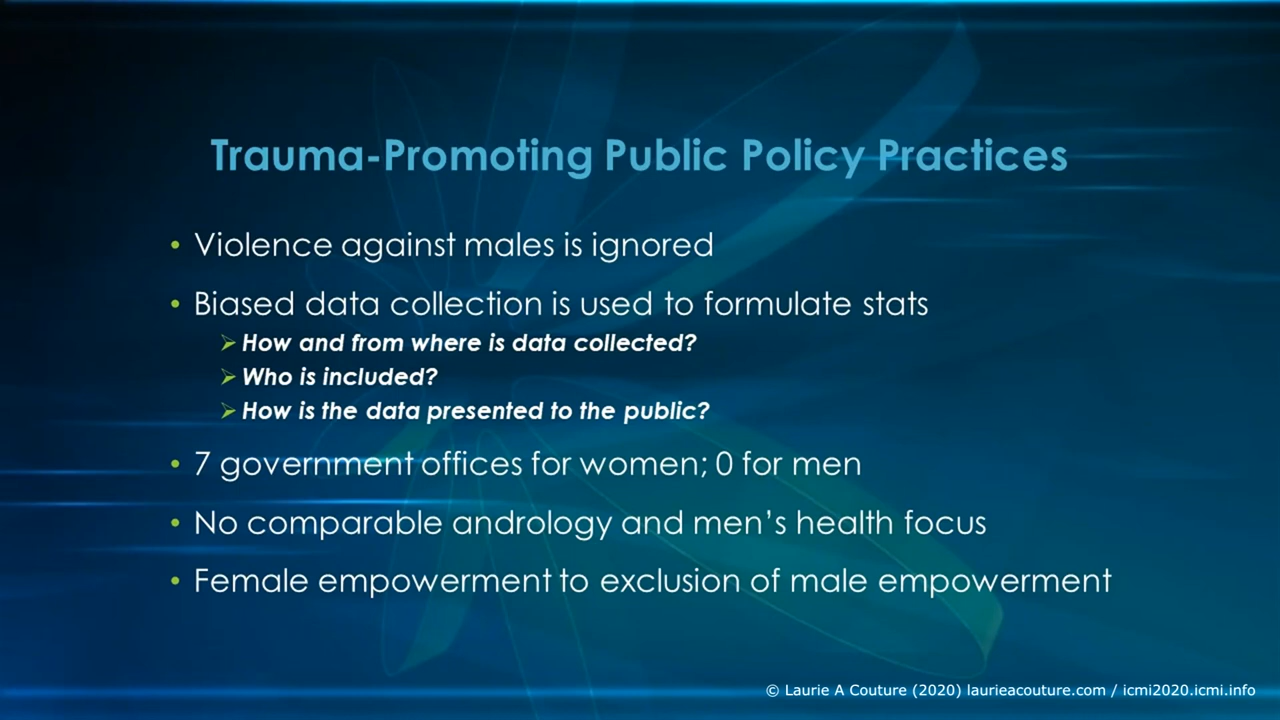 Trauma-Promoting Public Policy Practices
• Violence against males is ignored
• Biased data collection is used to formulate stats
➢ How and from where is data collected?
➢ Who is included?
➢ How is the data presented to the public?
• 7 government offices for women; 0 for men
• No comparable andrology and men’s health focus
• Female empowerment to exclusion of male empowerment
© Laurie A Couture (2020) laurieacouture.com / icmi2020.icmi.info